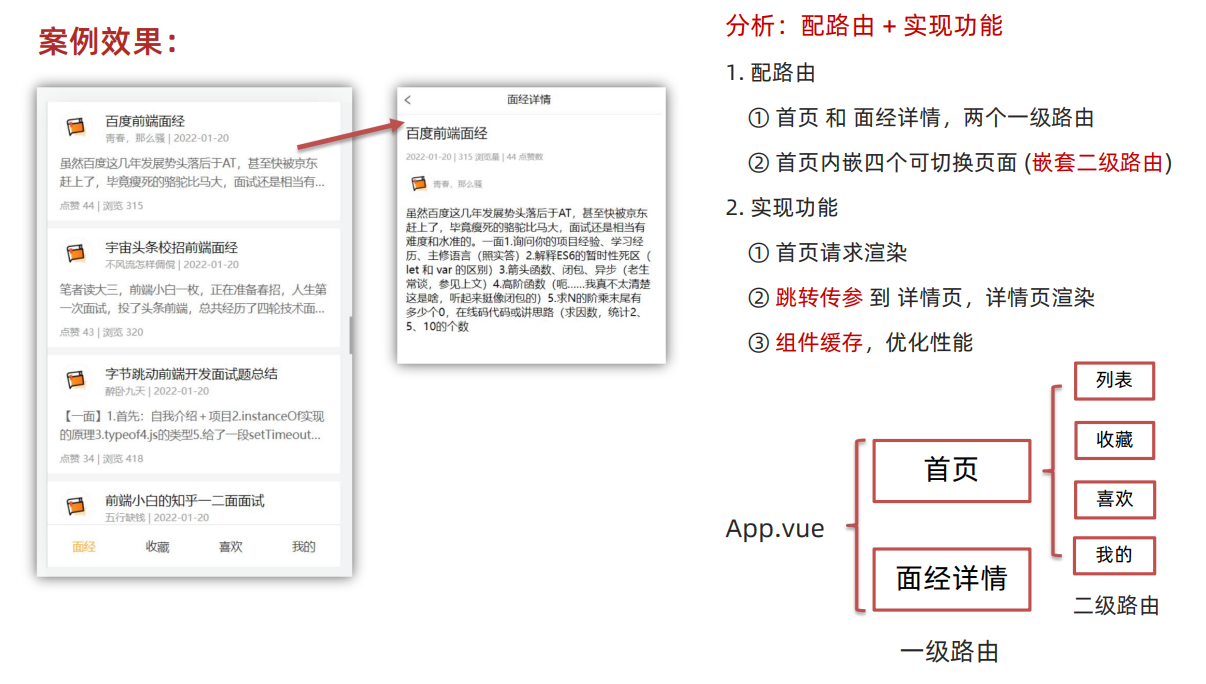 案例效果：
百度前端面经
青春，那么骚 | 2022-01-20
虽然百度这几年发展势头落后于AT，甚至快被京东
赶上了，毕竟瘦死的骆驼比马大，面试还是相当有...
点赞 44 | 浏览 315
宇宙头条校招前端面经
不风流怎样倜傥 | 2022-01-20
笔者读大三，前端小白一枚，正在准备春招，人生第
一次面试，投了头条前端，总共经历了四轮技术面...
点赞 43 | 浏览 320
字节跳动前端开发面试题总结
醉卧九天 | 2022-01-20
【一面】1.首先：自我介绍 + 项目2.instanceOf实现
的原理3.typeof4.js的类型5.给了一段setTimeout...
点赞 34 | 浏览 418
前端小白的知乎一二面面试
五行缺钱 | 2022-01-20
面经 收藏 喜欢 我的
< 面经详情
百度前端面经
2022-01-20 | 315 浏览量 | 44 点赞数
青春，那么骚
虽然百度这几年发展势头落后于AT，甚至快被京东
赶上了，毕竟瘦死的骆驼比马大，面试还是相当有
难度和水准的。一面1.询问你的项目经验、学习经
历、主修语言（照实答）2.解释ES6的暂时性死区（
let 和 var 的区别）3.箭头函数、闭包、异步（老生
常谈，参见上文）4.高阶函数（呃......我真不太清楚
这是啥，听起来挺像闭包的）5.求N的阶乘末尾有
多少个0，在线码代码或讲思路（求因数，统计2、
5、10的个数
分析：配路由 + 实现功能
1. 配路由
① 首页 和 面经详情，两个一级路由
② 首页内嵌四个可切换页面 (嵌套二级路由)
2. 实现功能
① 首页请求渲染
② 跳转传参 到 详情页，详情页渲染
③ 组件缓存，优化性能
App.vue
首页
面经详情
一级路由
列表
收藏
喜欢
我的
二级路由